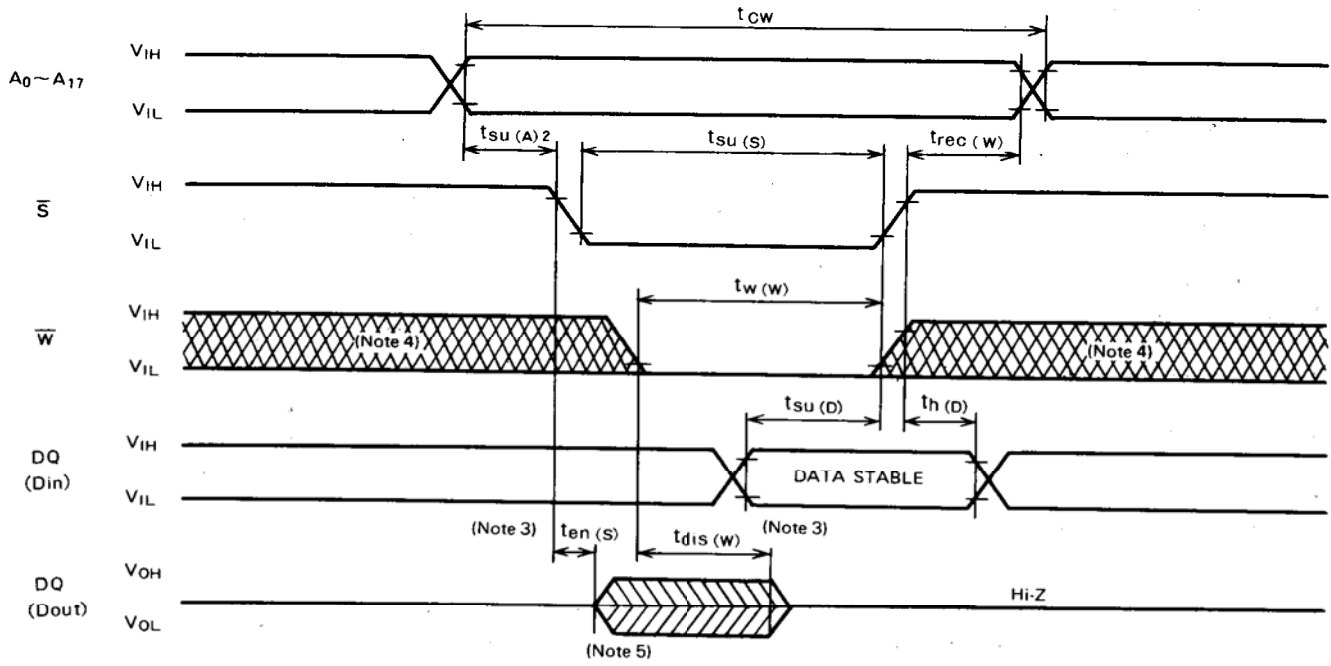 tCW
VIH
A0~A17
VIL
tsu (A) 2
tsu (S)
trec (W)
VIH
S̅
VIL
tw (W)
VIH
W̅
(Note 4)
(Note 4)
VIL
tsu (D)
th (D)
VIH
DQ
(Din)
DATA STABLE
VIL
(Note 3)
ten (S)
tdis (W)
(Note 3)
VOH
DQ
(Dout)
Hi-Z
VOL
(Note 5)